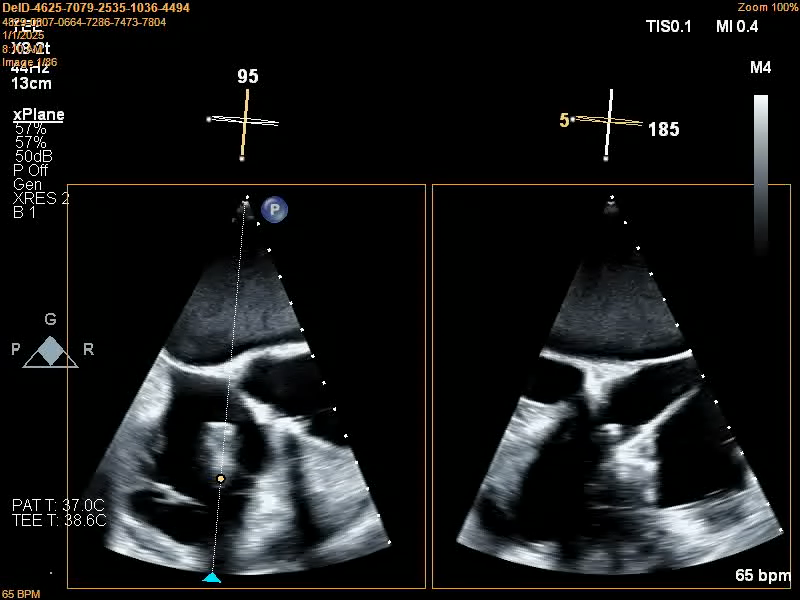 DeID-4625-7079-2535-1036-4494
Zoom 100%
4829-0807-0664-7286-7473-7804
TEE
TIS0.1 MI 0.4
1/1/2025
X8-2t
Image 1/86
44Hz
13cm
M4
95
5
185
xPlane
57%
57%
50dB
P Off
Gen
XRES 2
B 1
P
G
P R
PAT T: 37.0C
TEE T: 38.6C
65 bpm
65 BPM